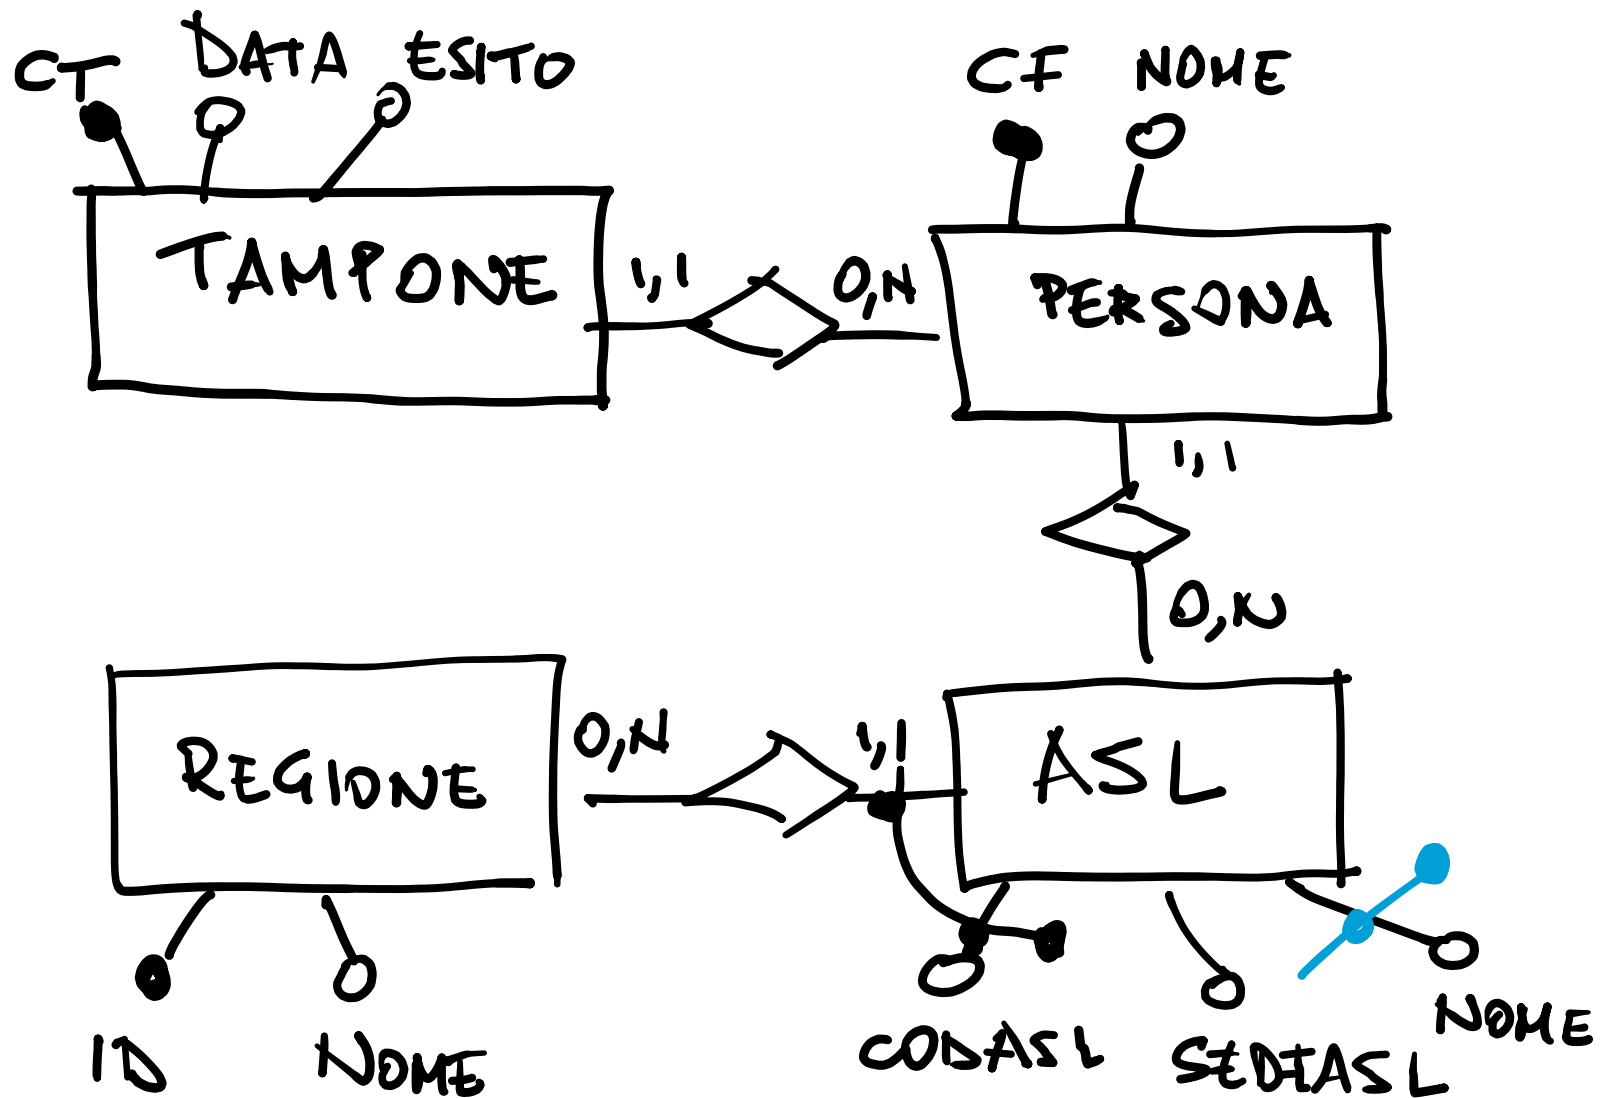 CT DATA ESITO
CF NOME
TAMPONE
1,1
0,N
PERSONA
1,1
0,N
REGIONE
0,N
1,1
ASL
ID
NOME
CODASL
SEDIASL
NOME